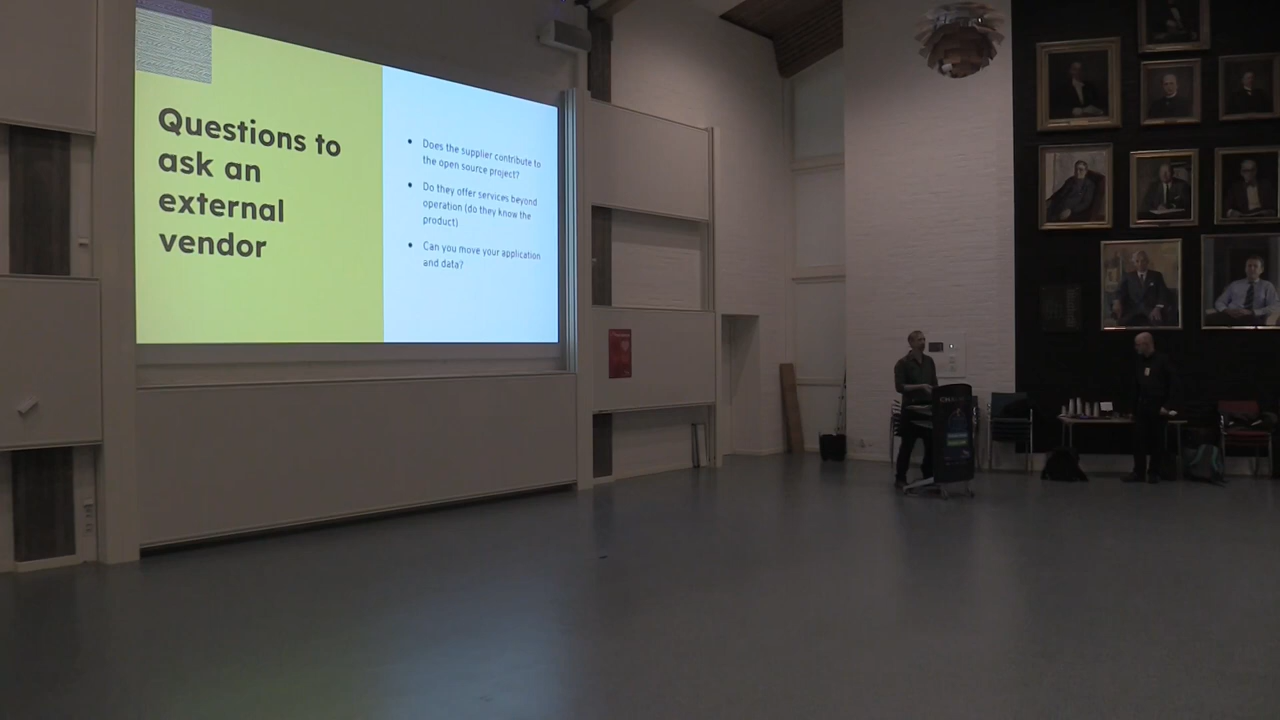 Questions to
ask an
external
vendor
• Does the supplier contribute to
the open source project?
• Do they offer services beyond
operation (do they know the
product)
• Can you move your application
and data?